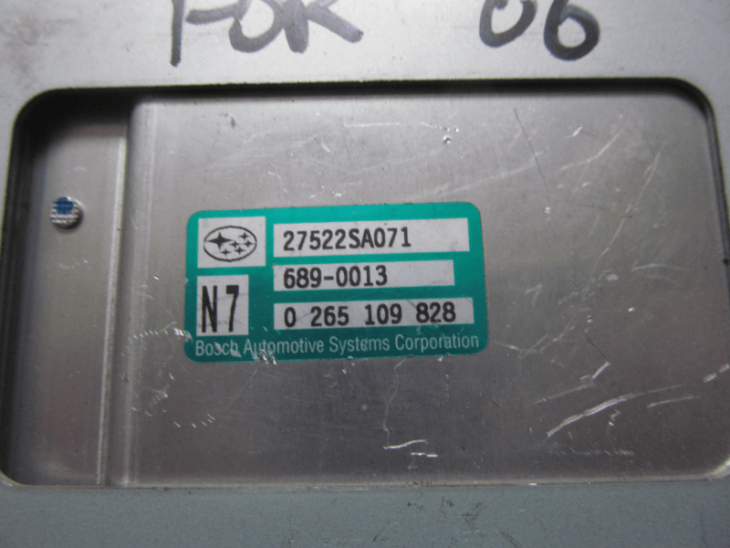 FOR 06
27522SA071
689-0013
N7
0 265 109 828
Bosch Automotive Systems Corporation